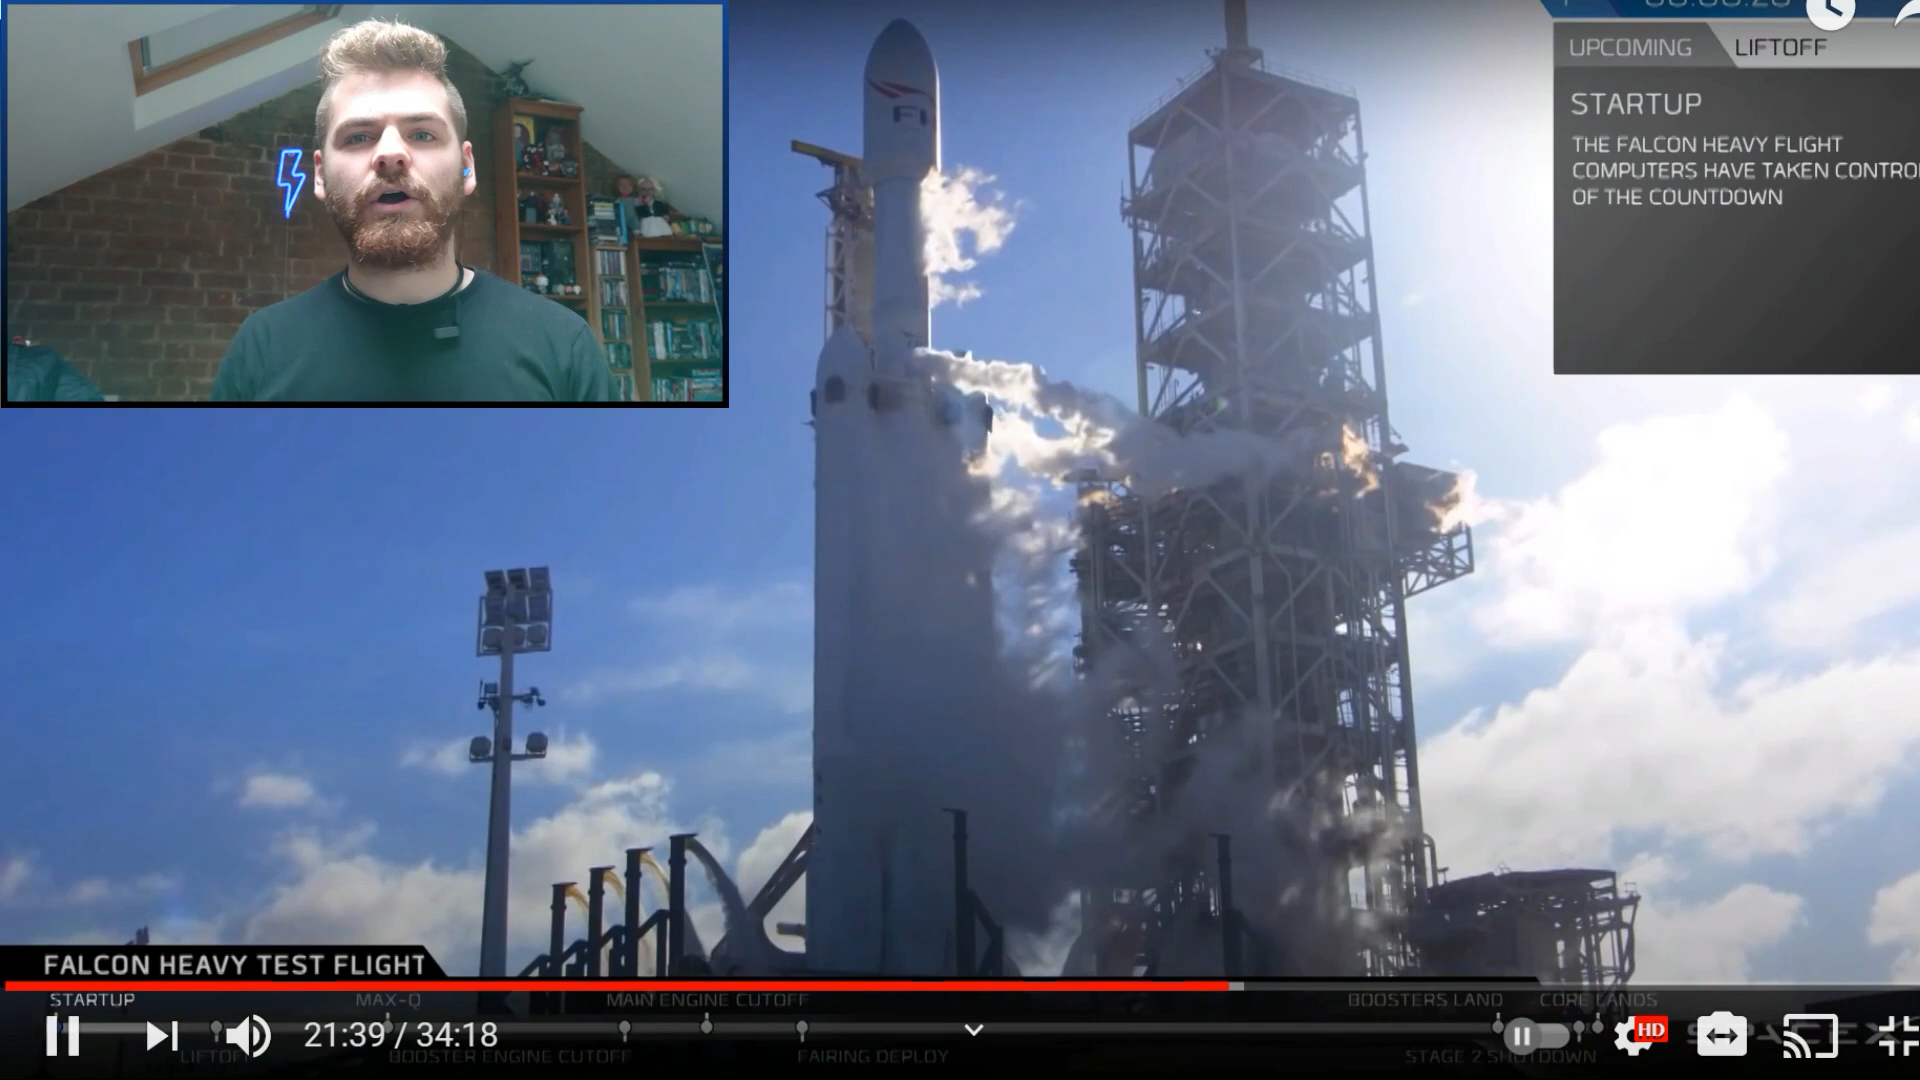 UPCOMING
LIFTOFF
STARTUP
THE FALCON HEAVY FLIGHT
COMPUTERS HAVE TAKEN CONTRO
OF THE COUNTDOWN
FALCON HEAVY TEST FLIGHT
STARTUP
MAX-Q
MAIN ENGINE CUTOFF
BOOSTERS LAND
CORE LANDS
21:39 / 34:18
HD
SPACEX
LIFTOFF
BOOSTER ENGINE CUTOFF
FAIRING DEPLOY
STAGE 2 SHUTDOWN